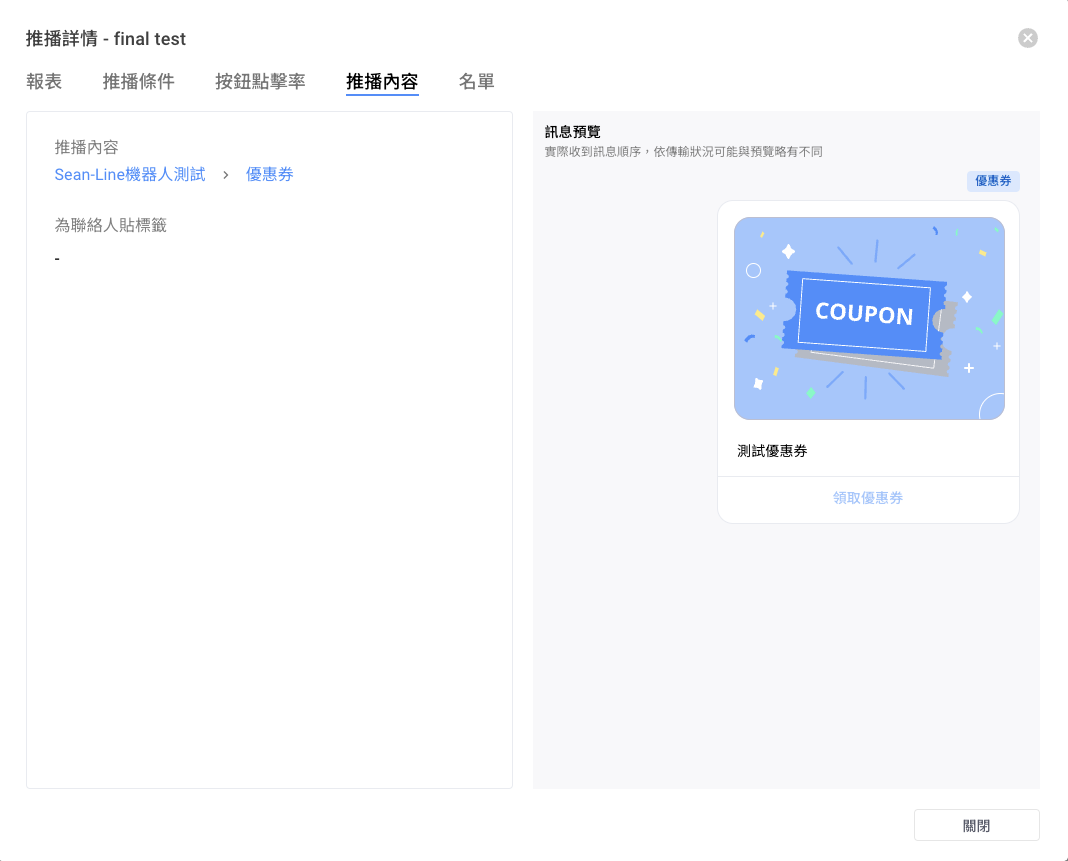 推播詳情 - final test
報表 推播條件 按鈕點擊率 推播內容 名單
推播內容
Sean-Line機器人測試 › 優惠券
為聯絡人貼標籤
-
訊息預覽
實際收到訊息順序，依傳輸狀況可能與預覽略有不同
優惠券
COUPON
測試優惠券
領取優惠券
關閉